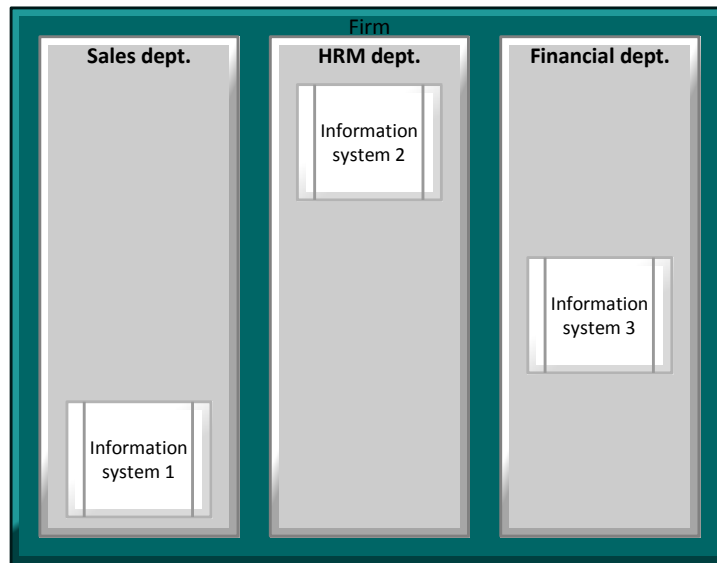 Firm
Sales dept.
HRM dept.
Financial dept.
Information
system 2
Information
system 3
Information
system 1